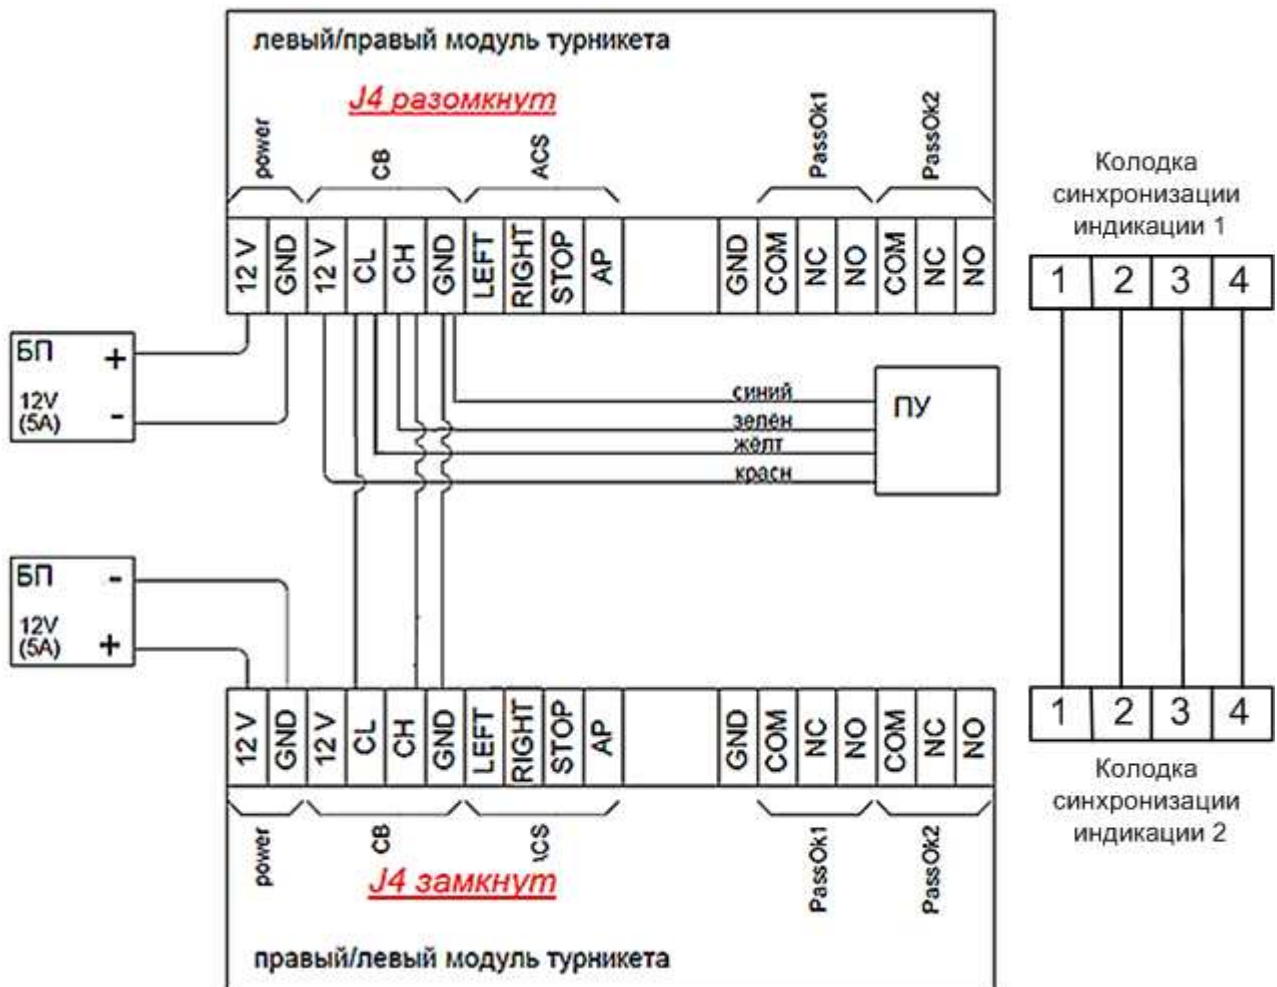 левый/правый модуль турникета
J4 разомкнут
power
CB
ACS
PassOk1
PassOk2
12 V
GND
12 V
CL
CH
GND
LEFT
RIGHT
STOP
AP
GND
COM
NC
NO
COM
NC
NO
Колодка
синхронизации
индикации 1
1 2 3 4
БП +
12V
(5A) -
синий
зелен
жёлт
красн
ПУ
БП -
12V
(5A) +
12 V
GND
12 V
CL
CH
GND
LEFT
RIGHT
STOP
AP
GND
COM
NC
NO
COM
NC
NO
1 2 3 4
Колодка
синхронизации
индикации 2
power
CB
\CS
PassOk1
PassOk2
J4 замкнут
правый/левый модуль турникета